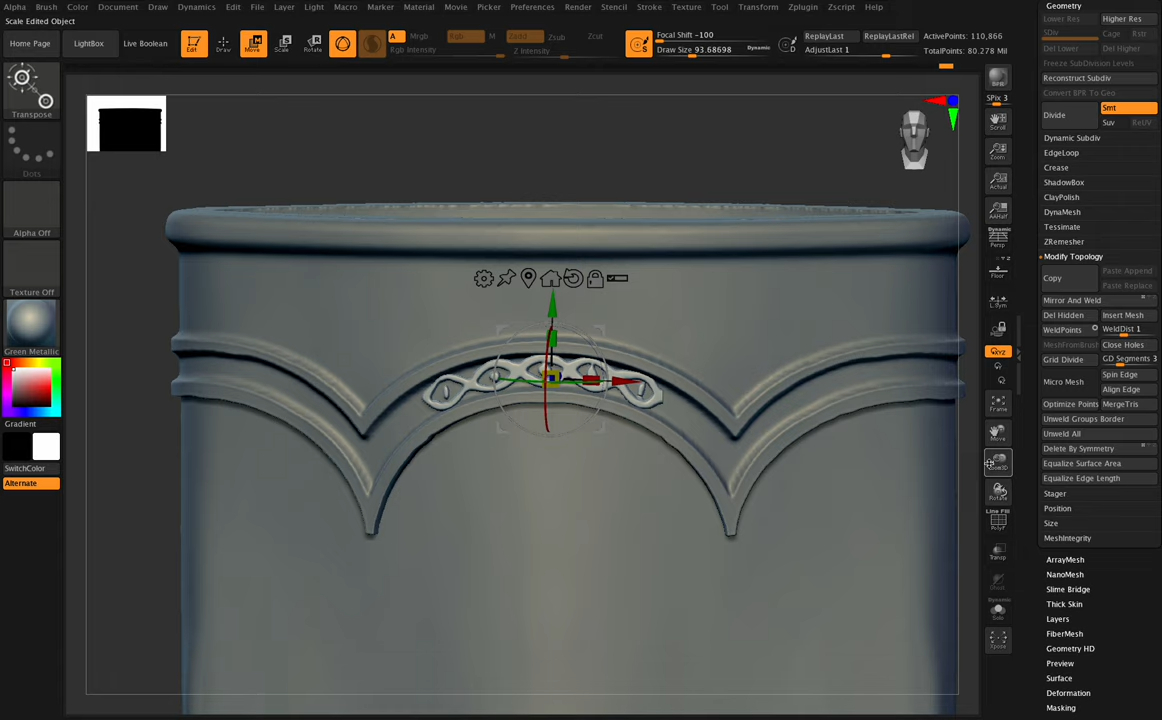 Alpha Brush Color Document Draw Dynamics Edit File Layer Light Macro Marker Material Movie Picker Preferences Render Stencil Stroke Texture Tool Transform Zplugin Zscript Help
Scale Edited Object
Home Page LightBox Live Boolean Edit Draw Move Scale Rotate A Mrgb Rgb M Zadd Zsub Zcut
Rgb Intensity Z Intensity
S Focal Shift -100
Draw Size 93.68698 Dynamic
D ReplayLast ReplayLastRel
AdjustLast 1
ActivePoints: 110,866
TotalPoints: 80.278 mil
Transpose
Dots
Alpha Off
Texture Off
Green Metallic
Gradient
SwitchColor
Alternate
BPR
SPix 3
Scroll
Zoom
Actual
AAHalf
Dynamic
Persp
Floor
L.Sym
XYZ
Frame
Move
Zoom3D
Rotate
Line Fill
PolyF
Transp
Ghost
Dynamic
Solo
Xpose
Geometry
Lower Res Higher Res
SDiv Cage Rstr
Del Lower Del Higher
Freeze SubDivision Levels
Reconstruct Subdiv
Convert BPR To Geo
Divide Smt
Suv ReUV
Dynamic Subdiv
EdgeLoop
Crease
ShadowBox
ClayPolish
DynaMesh
Tessimate
ZRemesher
Modify Topology
Copy Paste Append
Paste Replace
Mirror And Weld
Del Hidden Insert Mesh
WeldPoints WeldDist 1
MeshFromBrush Close Holes
Grid Divide GD Segments 3
Micro Mesh Spin Edge
Align Edge
Optimize Points MergeTris
Unweld Groups Border
Unweld All
Delete By Symmetry
Equalize Surface Area
Equalize Edge Length
Stager
Position
Size
MeshIntegrity
ArrayMesh
NanoMesh
Slime Bridge
Thick Skin
Layers
FiberMesh
Geometry HD
Preview
Surface
Deformation
Masking